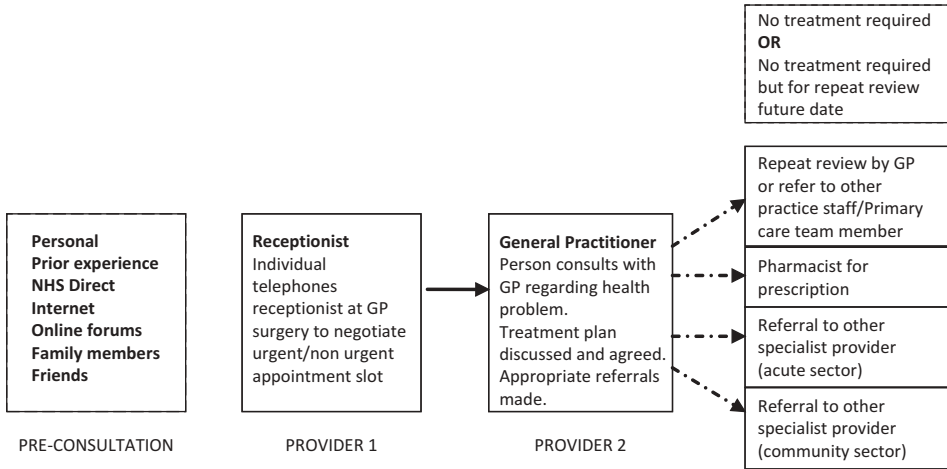 No treatment required
OR
No treatment required
but for repeat review
future date
Repeat review by GP
or refer to other
practice staff/Primary
care team member
Personal
Prior experience
NHS Direct
Internet
Online forums
Family members
Friends
Receptionist
Individual
telephones
receptionist at GP
surgery to negotiate
urgent/non urgent
appointment slot
General Practitioner
Person consults with
GP regarding health
problem.
Treatment plan
discussed and agreed.
Appropriate referrals
made.
Pharmacist for
prescription
Referral to other
specialist provider
(acute sector)
Referral to other
specialist provider
(community sector)
PRE-CONSULTATION
PROVIDER 1
PROVIDER 2